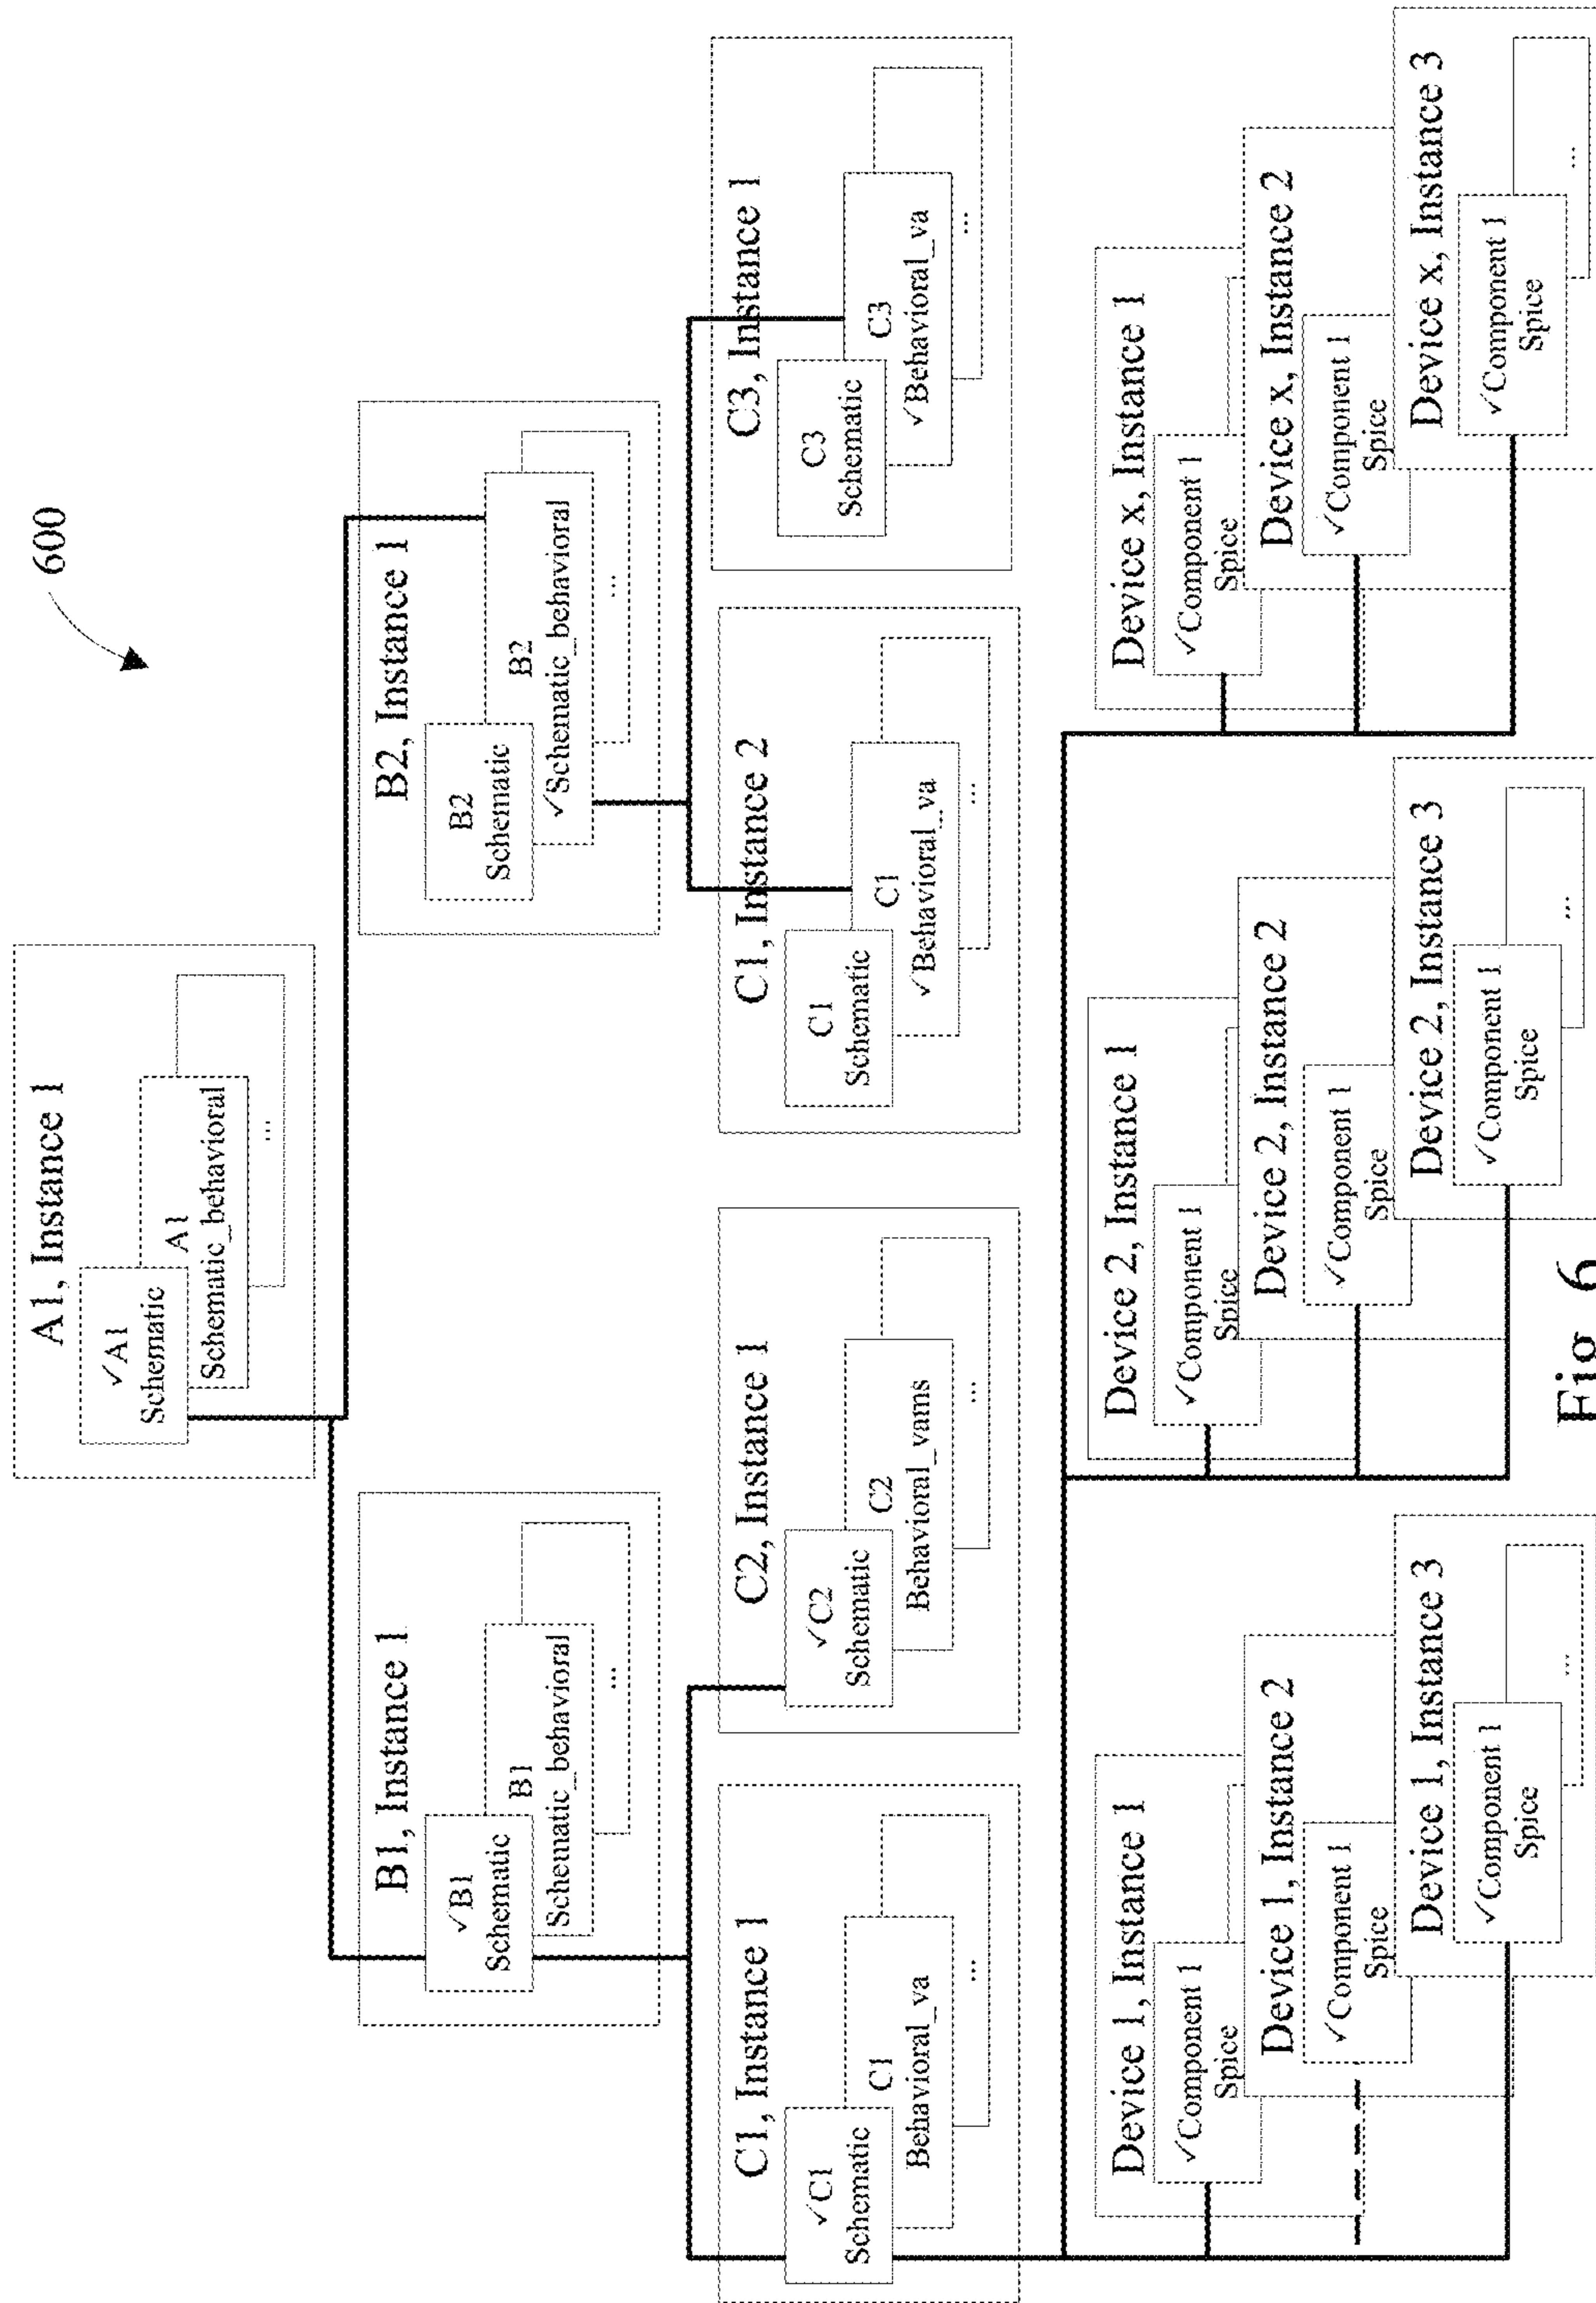 600
A1, Instance 1
✓A1
Schematic
A1
Schematic_behavioral
...
B1, Instance 1
✓B1
Schematic
B1
Schematic_behavioral
...
B2, Instance 1
B2
Schematic
B2
✓Schematic_behavioral
...
C1, Instance 1
✓C1
Schematic
C1
Behavioral_va
...
C2, Instance 1
✓C2
Schematic
C2
Behavioral_vams
...
C1, Instance 2
C1
Schematic
C1
✓Behavioral_va
...
C3, Instance 1
C3
Schematic
C3
✓Behavioral_va
...
Device 1, Instance 1
✓Component 1
Spice
Device 1, Instance 2
✓Component 1
Spice
Device 1, Instance 3
✓Component 1
Spice
...
Device 2, Instance 1
✓Component 1
Spice
Device 2, Instance 2
✓Component 1
Spice
Device 2, Instance 3
✓Component 1
Spice
...
Device x, Instance 1
✓Component 1
Spice
Device x, Instance 2
✓Component 1
Spice
Device x, Instance 3
✓Component 1
Spice
...
Fig. 6